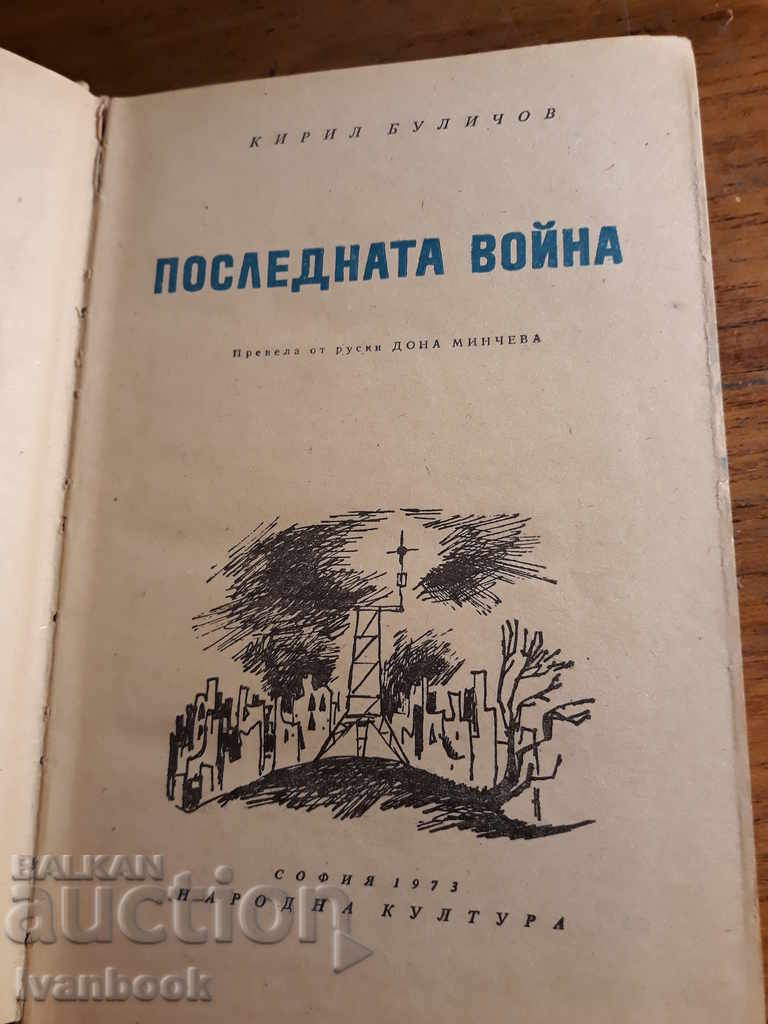 КИРИЛ БУЛИЧОВ
ПОСЛЕДНАТА ВОЙНА
Превела от руски ДОНА МИНЧЕВА
СОФИЯ 1973
НАРОДНА КУЛТУРА
BALKAN
auction
Ivanbook